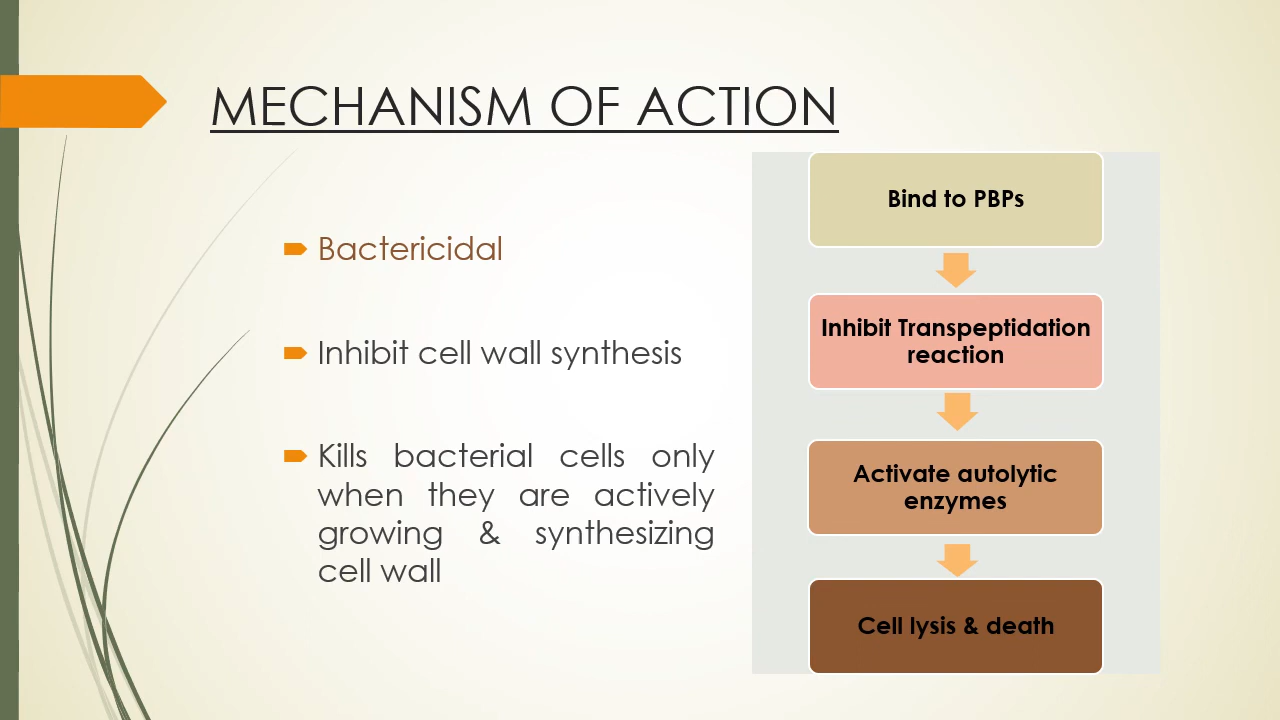 MECHANISM OF ACTION
Bactericidal
Inhibit cell wall synthesis
Kills bacterial cells only
when they are actively
growing & synthesizing
cell wall
Bind to PBPs
Inhibit Transpeptidation
reaction
Activate autolytic
enzymes
Cell lysis & death